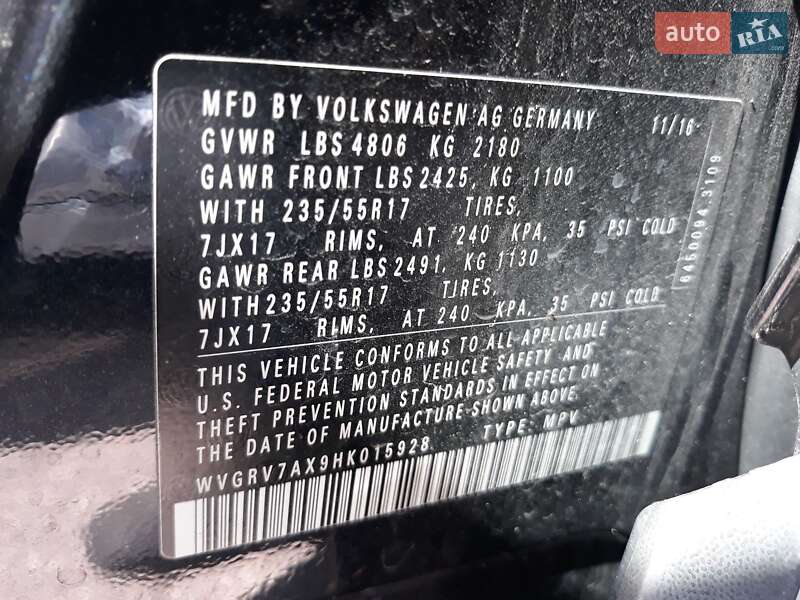 auto RIA.com
MFD BY VOLKSWAGEN AG GERMANY 11/16
GVWR LBS 4806 KG 2180
GAWR FRONT LBS 2425, KG 1100
WITH 235/55R17 TIRES,
7JX17 RIMS, AT 240 KPA, 35 PSI COLD
GAWR REAR LBS 2491, KG 1130
WITH 235/55R17 TIRES,
7JX17 RIMS, AT 240 KPA, 35 PSI COLD
THIS VEHICLE CONFORMS TO ALL APPLICABLE
U.S. FEDERAL MOTOR VEHICLE SAFETY AND
THEFT PREVENTION STANDARDS IN EFFECT ON
THE DATE OF MANUFACTURE SHOWN ABOVE.
WVGRV7AX9HK015928 TYPE: MPV
6450094 3109